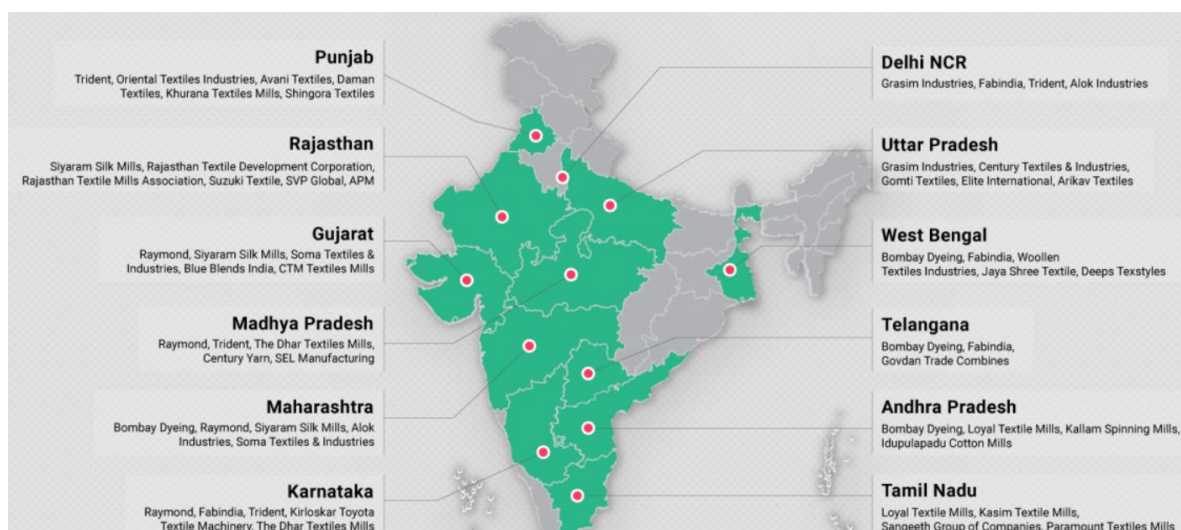 Punjab
Trident, Oriental Textiles Industries, Avani Textiles, Daman
Textiles, Khurana Textiles Mills, Shingora Textiles
Rajasthan
Siyaram Silk Mills, Rajasthan Textile Development Corporation,
Rajasthan Textile Mills Association, Suzuki Textile, SVP Global, APM
Gujarat
Raymond, Siyaram Silk Mills, Soma Textiles &
Industries, Blue Blends India, CTM Textiles Mills
Madhya Pradesh
Raymond, Trident, The Dhar Textiles Mills,
Century Yarn, SEL Manufacturing
Maharashtra
Bombay Dyeing, Raymond, Siyaram Silk Mills, Alok
Industries, Soma Textiles & Industries
Karnataka
Raymond, Fabindia, Trident, Kirloskar Toyota
Textile Machinery, The Dhar Textiles Mills
Delhi NCR
Grasim Industries, Fabindia, Trident, Alok Industries
Uttar Pradesh
Grasim Industries, Century Textiles & Industries,
Gomti Textiles, Elite International, Arikav Textiles
West Bengal
Bombay Dyeing, Fabindia, Woollen
Textiles Industries, Jaya Shree Textile, Deeps Texstyles
Telangana
Bombay Dyeing, Fabindia,
Govdan Trade Combines
Andhra Pradesh
Bombay Dyeing, Loyal Textile Mills, Kallam Spinning Mills,
Idupulapadu Cotton Mills
Tamil Nadu
Loyal Textile Mills, Kasim Textile Mills,
Sangeeth Group of Companies, Paramount Textiles Mills